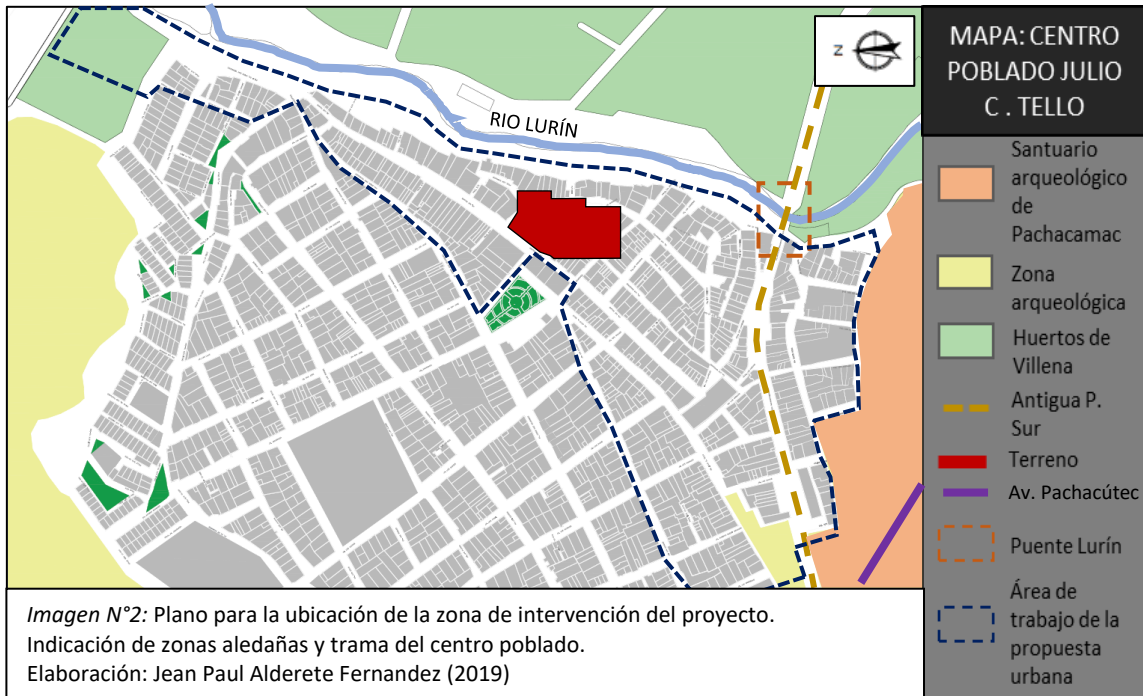 MAPA: CENTRO
POBLADO JULIO
C . TELLO
Z
RIO LURÍN
Santuario
arqueológico
de
Pachacamac
Zona
arqueológica
Huertos de
Villena
Antigua P.
Sur
Terreno
Av. Pachacútec
Puente Lurín
Área de
trabajo de la
propuesta
urbana
Imagen N°2: Plano para la ubicación de la zona de intervención del proyecto.
Indicación de zonas aledañas y trama del centro poblado.
Elaboración: Jean Paul Alderete Fernandez (2019)